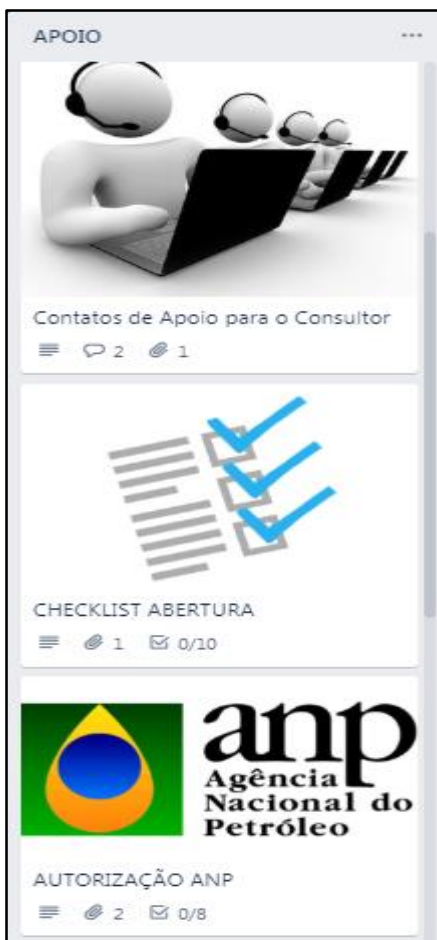 APOIO
Contatos de Apoio para o Consultor
2 1
CHECKLIST ABERTURA
1 0/10
anp
Agência
Nacional do
Petróleo
AUTORIZAÇÃO ANP
2 0/8